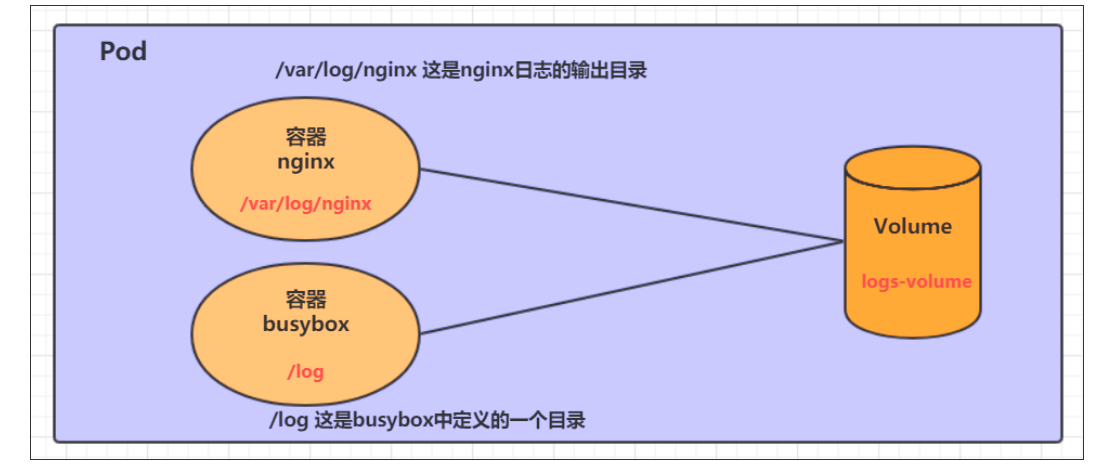 Pod
/var/log/nginx 这是nginx日志的输出目录
容器
nginx
/var/log/nginx
Volume
logs-volume
容器
busybox
/log
/log 这是busybox中定义的一个目录